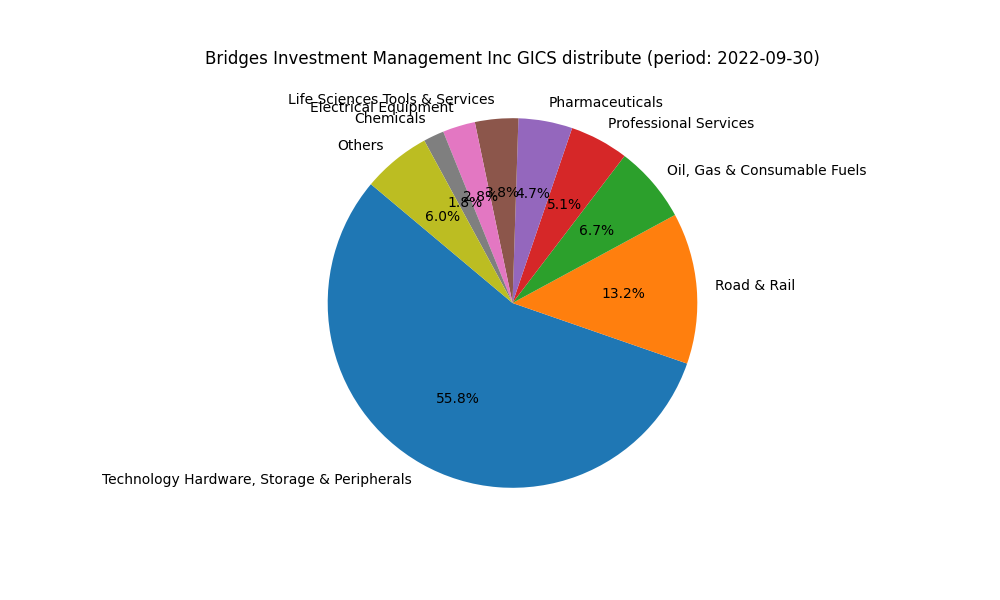 Bridges Investment Management Inc GICS distribute (period: 2022-09-30)
Life Sciences Tools & Services
Electrical Equipment
Chemicals
Others
Pharmaceuticals
Professional Services
Oil, Gas & Consumable Fuels
Road & Rail
Technology Hardware, Storage & Peripherals
6.0%
1.8%
2.8%
3.8%
4.7%
5.1%
6.7%
13.2%
55.8%